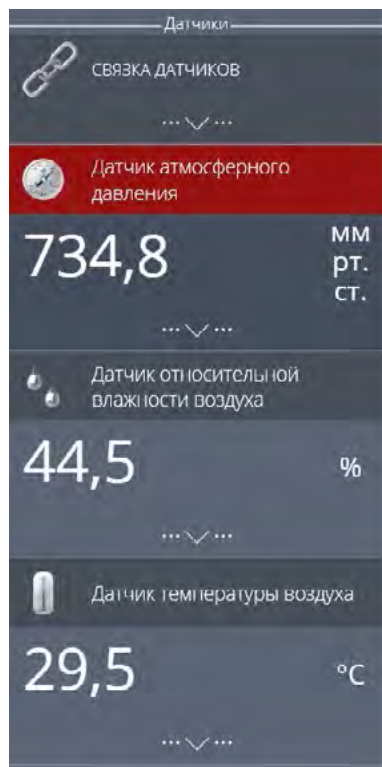 Датчики
СВЯЗКА ДАТЧИКОВ
Датчик атмосферного
давления
734,8
мм
рт.
ст.
Датчик относительной
влажности воздуха
44,5
%
Датчик температуры воздуха
29,5
°C